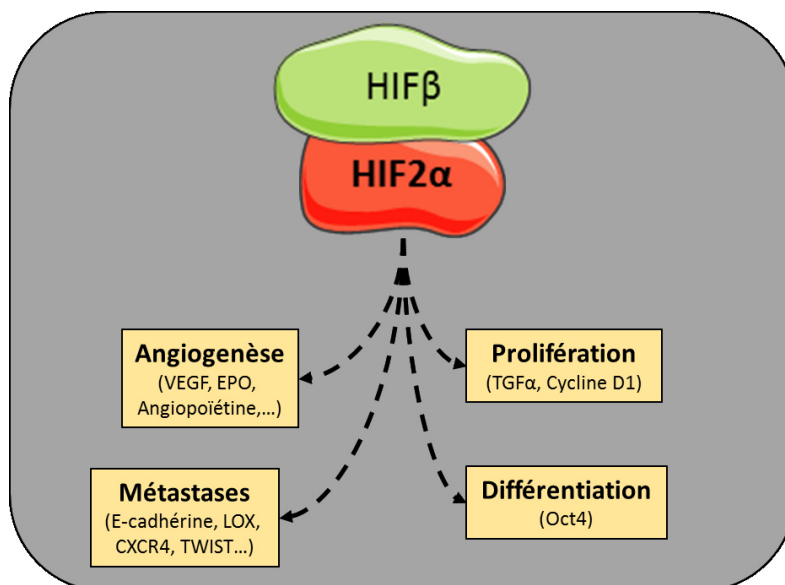 HIFβ
HIF2α
Angiogenèse
(VEGF, EPO,
Angiopoïétine,...)
Prolifération
(TGFα, Cycline D1)
Métastases
(E-cadhérine, LOX,
CXCR4, TWIST...)
Différentiation
(Oct4)